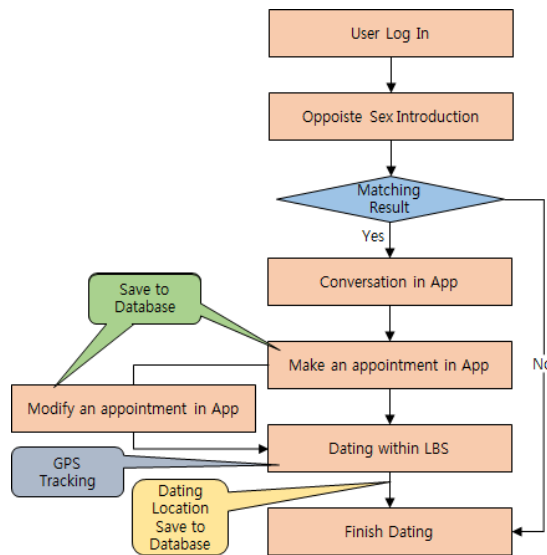 User Log In
Oppoiste Sex Introduction
Matching
Result
Yes
Conversation in App
Save to
Database
Make an appointment in App
No
Modify an appointment in App
Dating within LBS
GPS
Tracking
Dating
Location
Save to
Database
Finish Dating